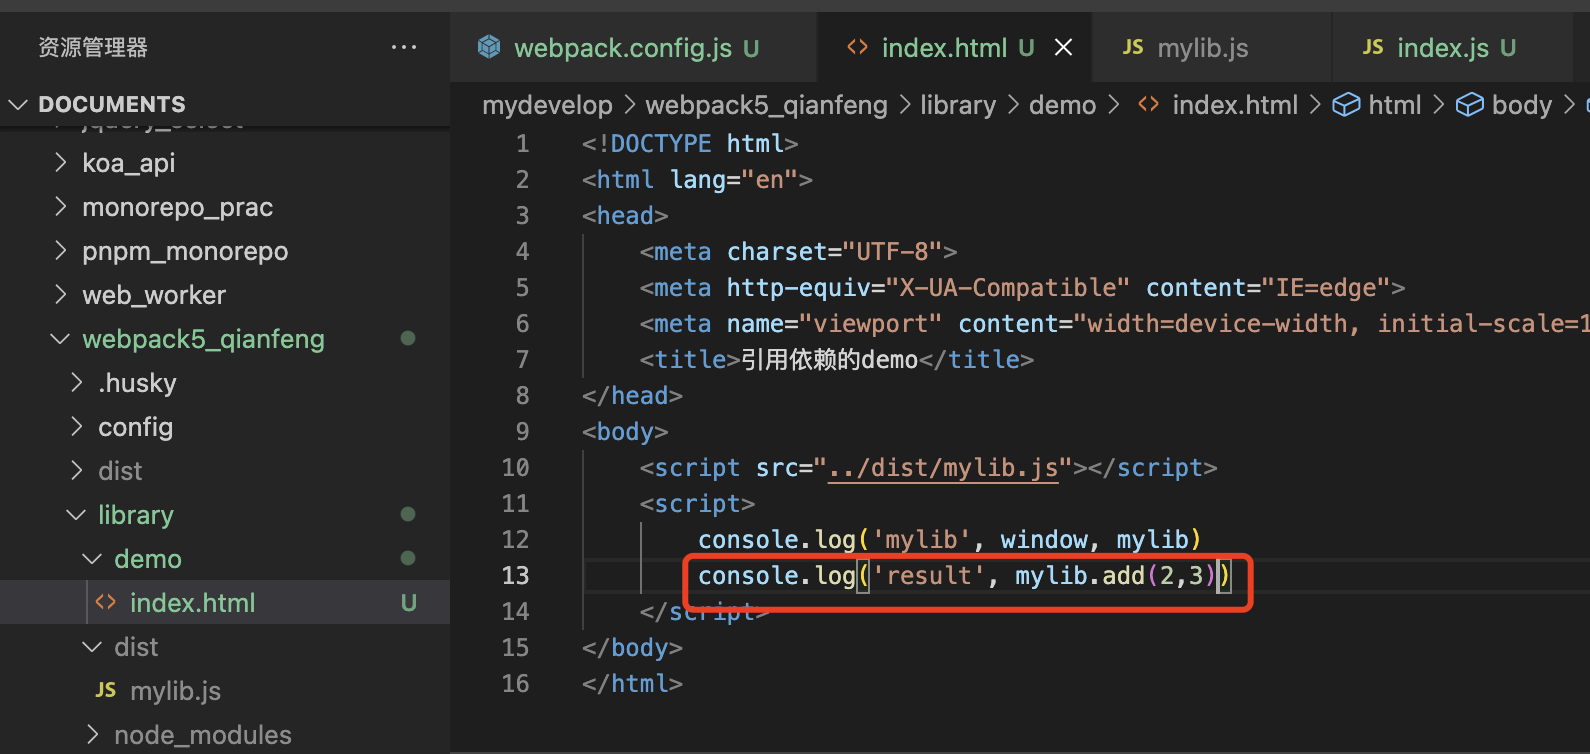 资源管理器 ···
DOCUMENTS
koa_api
monorepo_prac
pnpm_monorepo
web_worker
webpack5_qianfeng
.husky
config
dist
library
demo
index.html U
dist
JS mylib.js
node_modules
webpack.config.js U
index.html U
JS mylib.js
JS index.js U
mydevelop > webpack5_qianfeng > library > demo > index.html > html > body >
1 <!DOCTYPE html>
2 <html lang="en">
3 <head>
4 <meta charset="UTF-8">
5 <meta http-equiv="X-UA-Compatible" content="IE=edge">
6 <meta name="viewport" content="width=device-width, initial-scale=1
7 <title>引用依赖的demo</title>
8 </head>
9 <body>
10 <script src="../dist/mylib.js"></script>
11 <script>
12 console.log('mylib', window, mylib)
13 console.log('result', mylib.add(2,3))
14 </script>
15 </body>
16 </html>